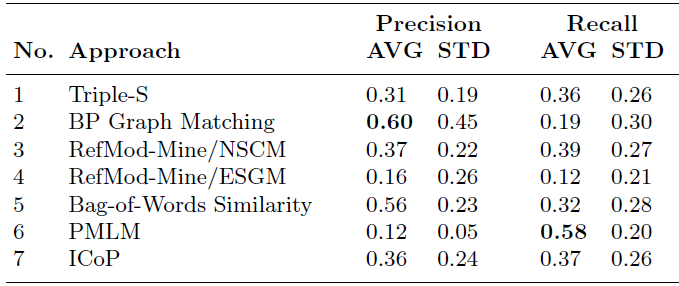 Precision Recall
No. Approach AVG STD AVG STD
1 Triple-S 0.31 0.19 0.36 0.26
2 BP Graph Matching 0.60 0.45 0.19 0.30
3 RefMod-Mine/NSCM 0.37 0.22 0.39 0.27
4 RefMod-Mine/ESGM 0.16 0.26 0.12 0.21
5 Bag-of-Words Similarity 0.56 0.23 0.32 0.28
6 PMLM 0.12 0.05 0.58 0.20
7 ICoP 0.36 0.24 0.37 0.26